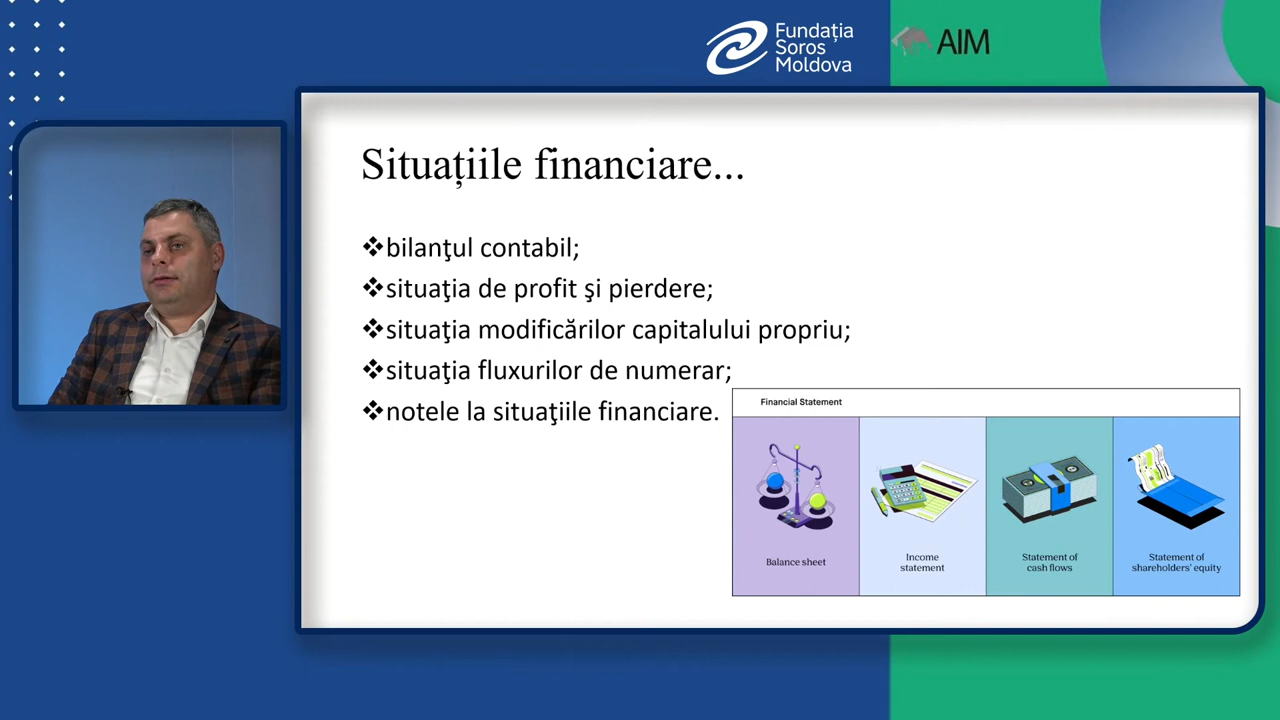 Fundația
Soros
Moldova
AIM
Situațiile financiare...
❖bilanţul contabil;
❖situaţia de profit şi pierdere;
❖situaţia modificărilor capitalului propriu;
❖situaţia fluxurilor de numerar;
❖notele la situaţiile financiare.
Financial Statement
Balance sheet
Income
statement
Statement of
cash flows
Statement of
shareholders' equity